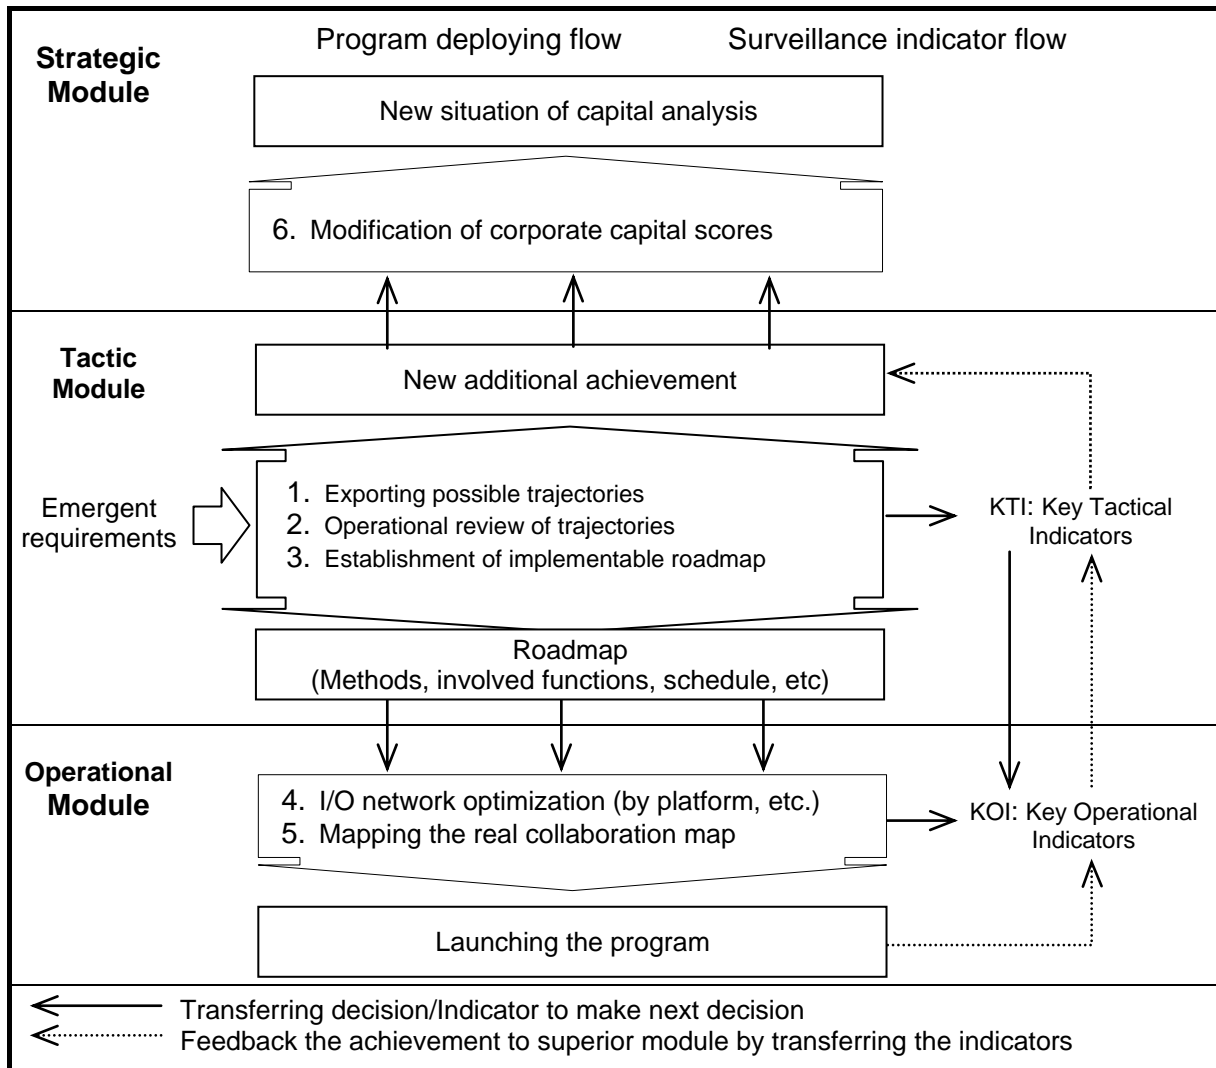 Program deploying flow
Surveillance indicator flow
Strategic
Module
New situation of capital analysis
6. Modification of corporate capital scores
Tactic
Module
New additional achievement
Emergent
requirements
1. Exporting possible trajectories
2. Operational review of trajectories
3. Establishment of implementable roadmap
KTI: Key Tactical
Indicators
Roadmap
(Methods, involved functions, schedule, etc)
Operational
Module
4. I/O network optimization (by platform, etc.)
5. Mapping the real collaboration map
KOI: Key Operational
Indicators
Launching the program
Transferring decision/Indicator to make next decision
Feedback the achievement to superior module by transferring the indicators